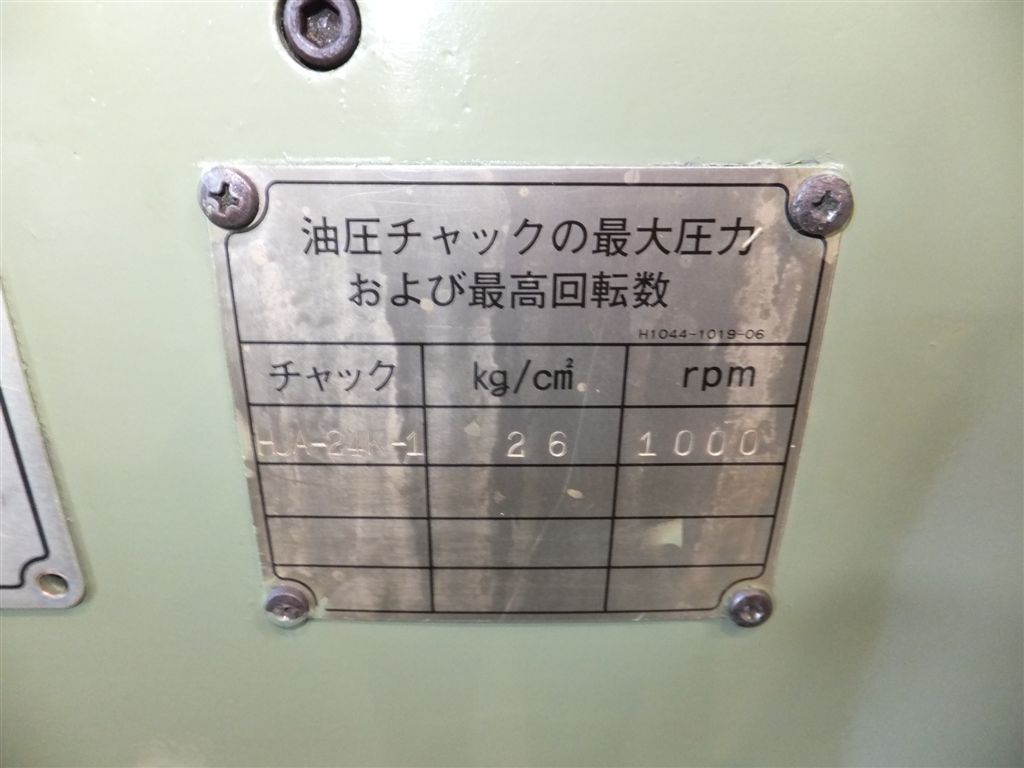 油圧チャックの最大圧力
および最高回転数
H1044-1019-06
チャック kg/cm² rpm
26 1000